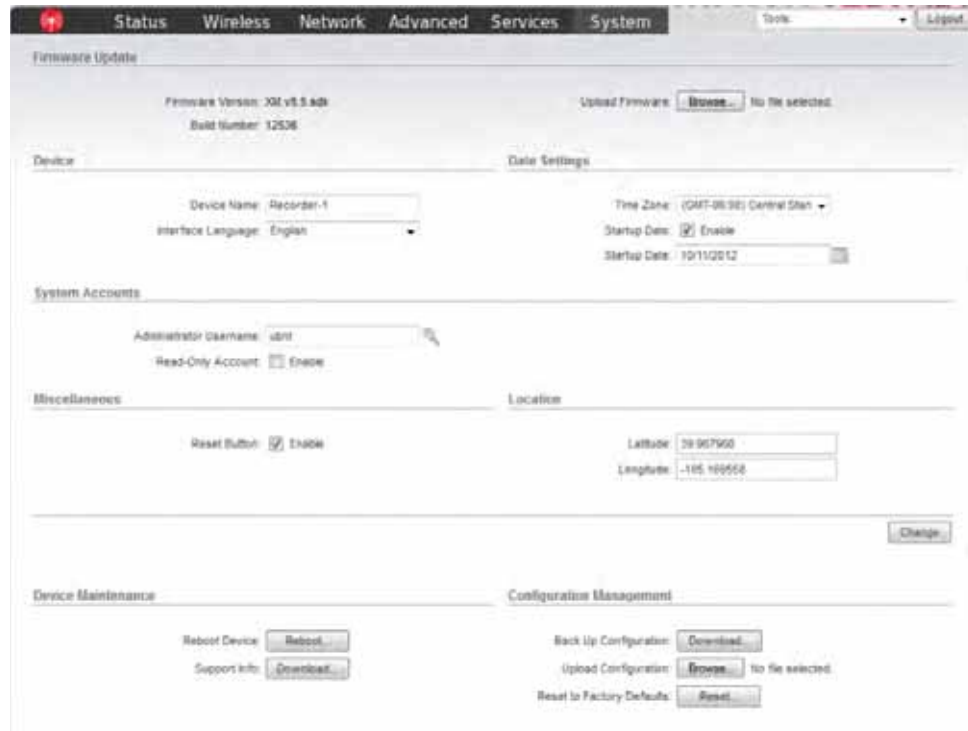 Status Wireless Network Advanced Services System Tools: Logout
Firmware Update
Firmware Version: XM.v5.5.sdk
Build Number: 12536
Upload Firmware: Browse... No file selected.
Device
Device Name: Recorder-1
Interface Language: English
Date Settings
Time Zone: Central Stan
Startup Date: Enable
Startup Date: 10/11/2012
System Accounts
Administrator Username: ubnt
Read-Only Account: Enable
Miscellaneous
Reset Button: Enable
Location
Latitude: 39.967960
Longitude:
Change
Device Maintenance
Reboot Device: Reboot...
Support Info: Download...
Configuration Management
Back Up Configuration: Download...
Upload Configuration: Browse... No file selected.
Reset to Factory Defaults: Reset...